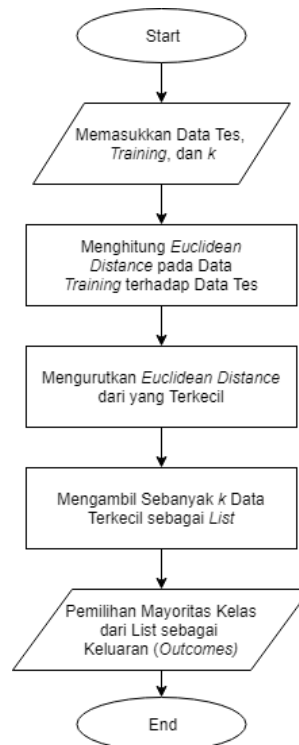 Start
Memasukkan Data Tes,
Training, dan k
Menghitung Euclidean
Distance pada Data
Training terhadap Data Tes
Mengurutkan Euclidean Distance
dari yang Terkecil
Mengambil Sebanyak k Data
Terkecil sebagai List
Pemilihan Mayoritas Kelas
dari List sebagai
Keluaran (Outcomes)
End